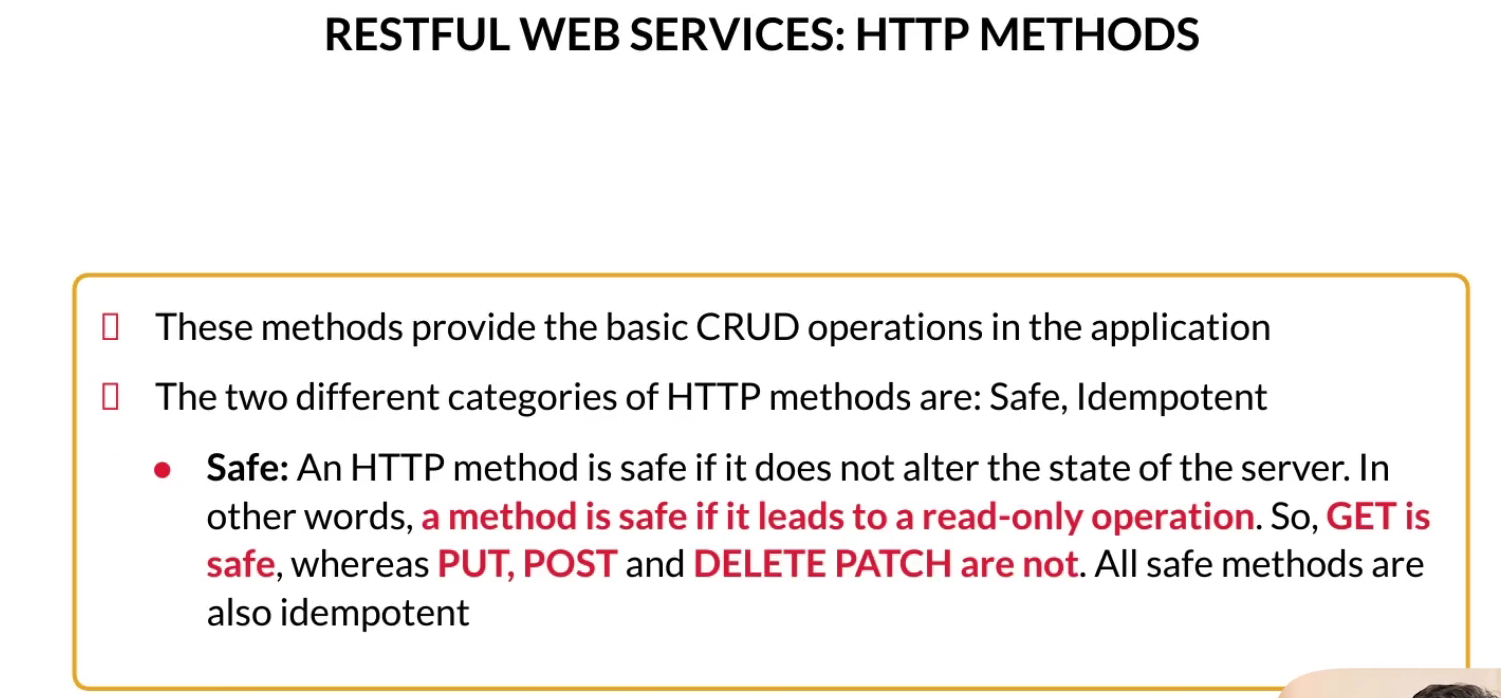 RESTFUL WEB SERVICES: HTTP METHODS
These methods provide the basic CRUD operations in the application
The two different categories of HTTP methods are: Safe, Idempotent
Safe: An HTTP method is safe if it does not alter the state of the server. In
other words, a method is safe if it leads to a read-only operation. So, GET is
safe, whereas PUT, POST and DELETE PATCH are not. All safe methods are
also idempotent